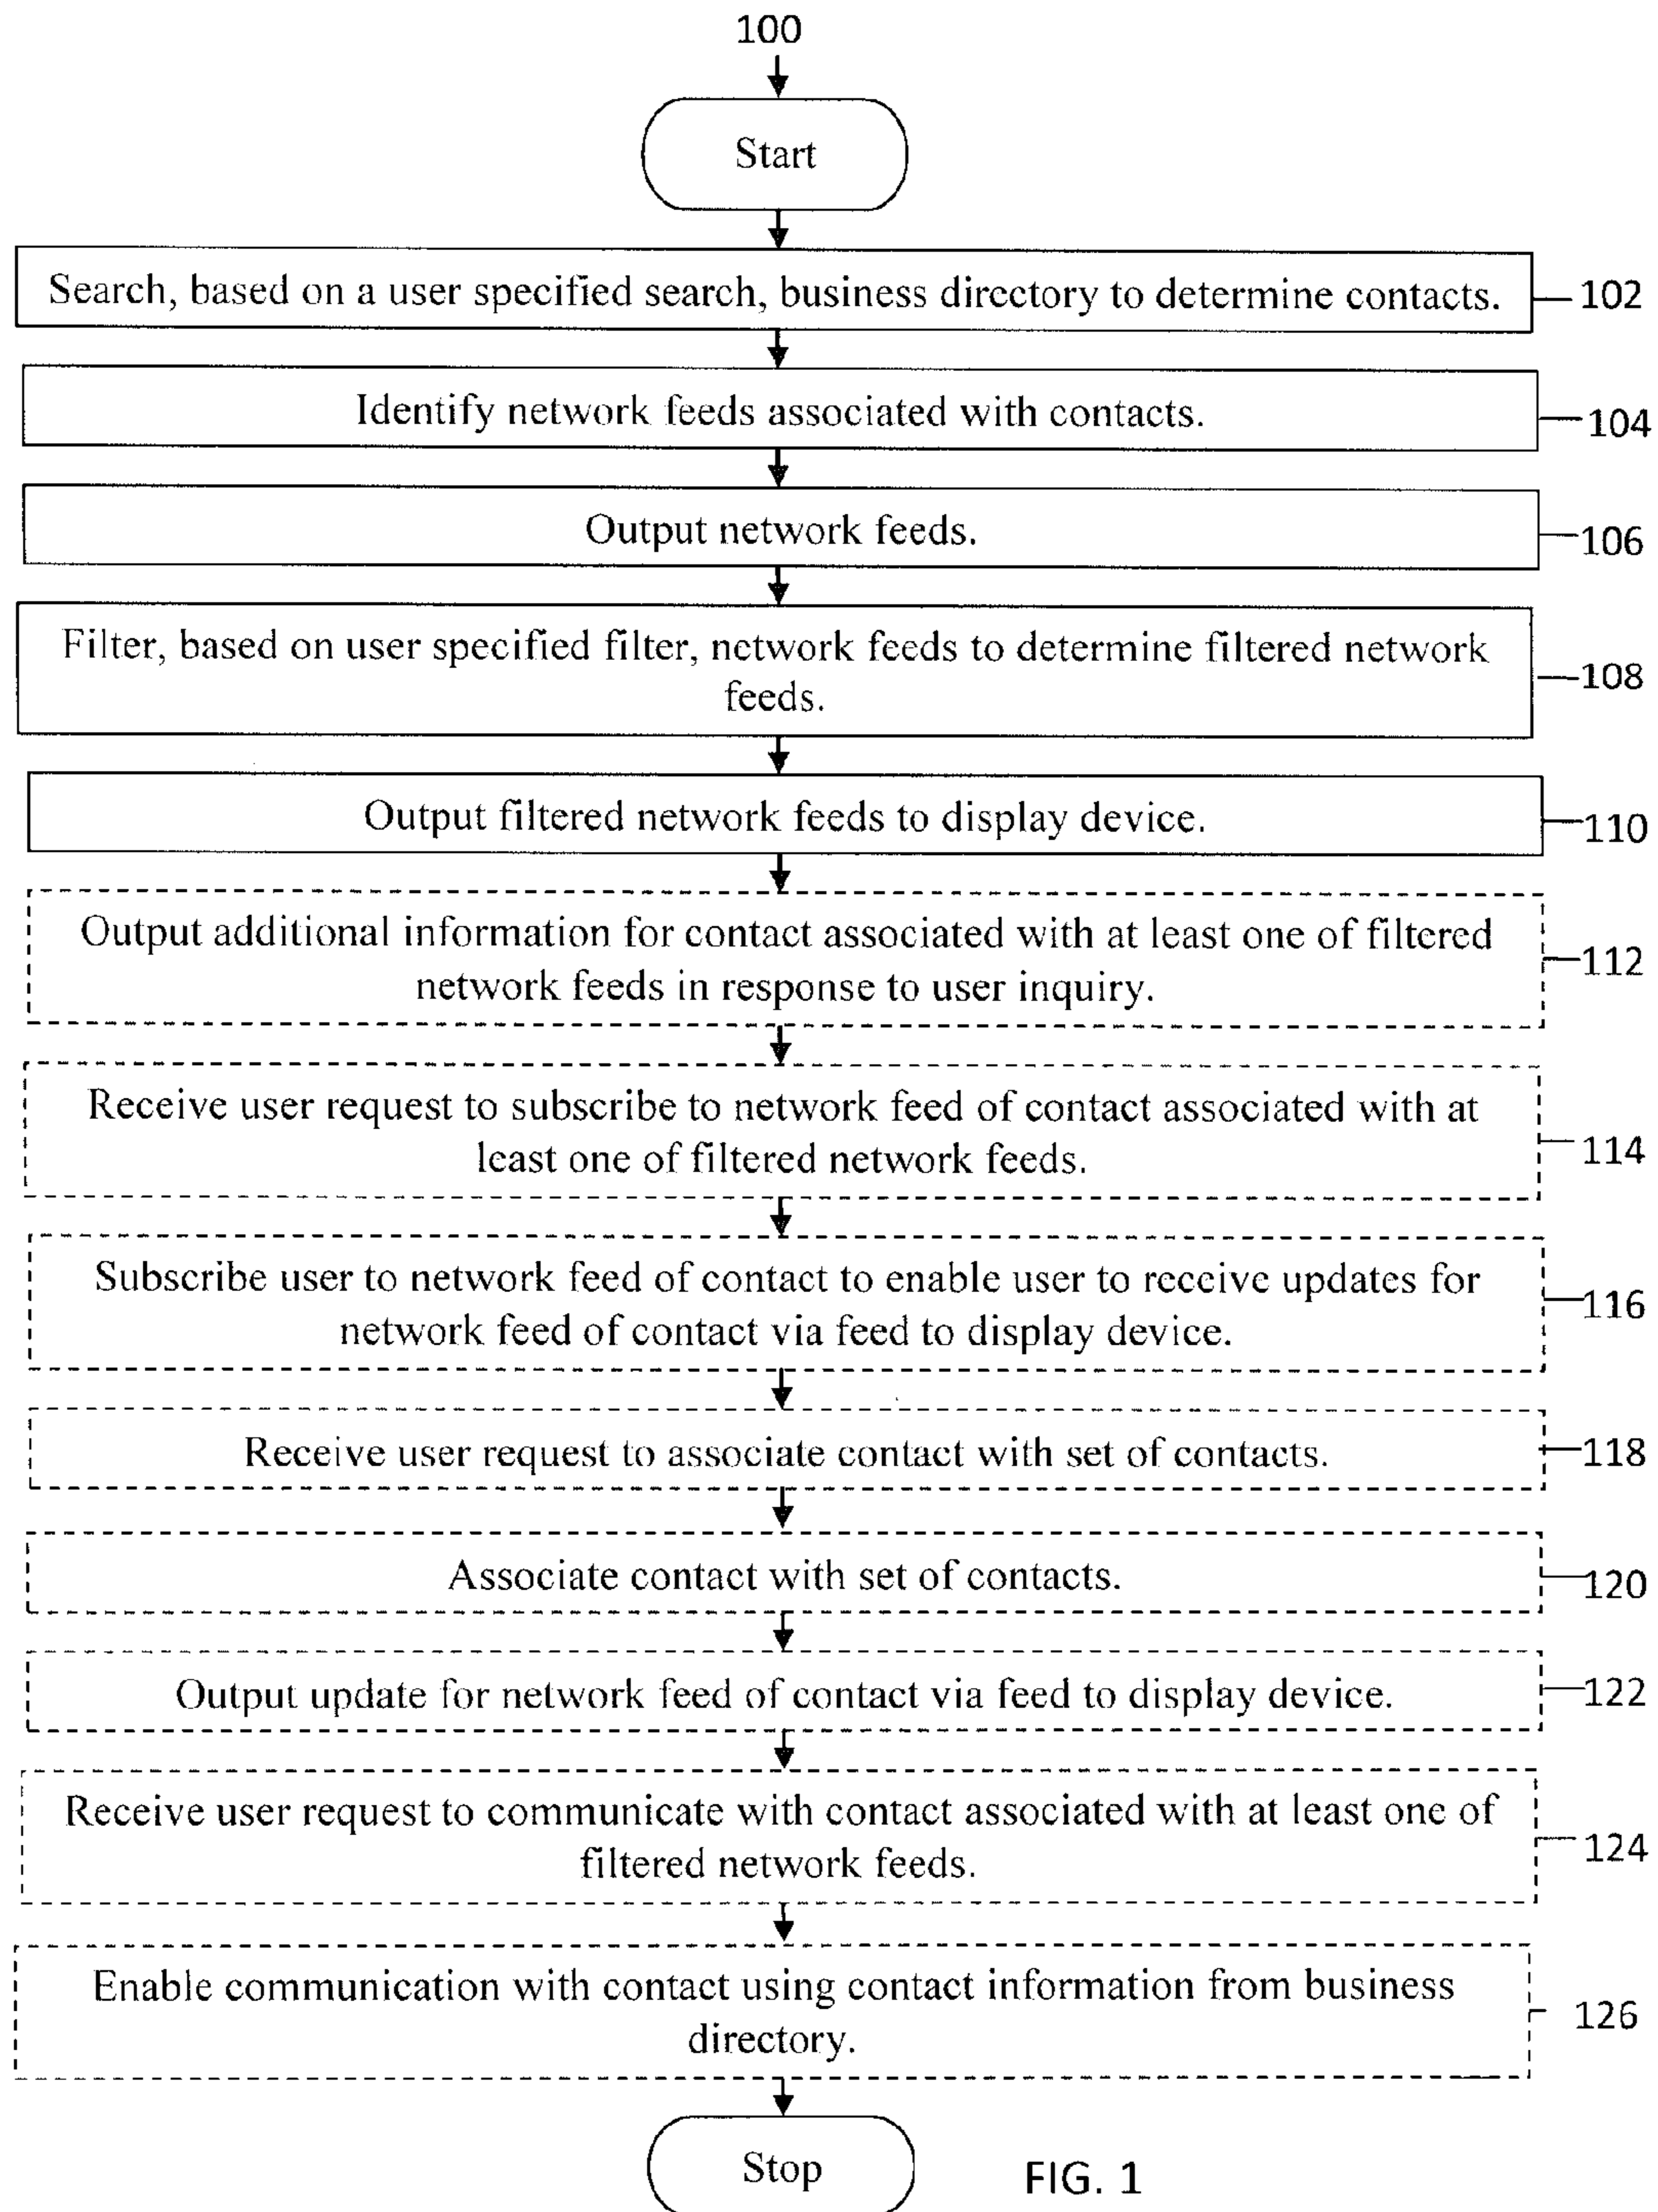 100
Start
Search, based on a user specified search, business directory to determine contacts.
102
Identify network feeds associated with contacts.
104
Output network feeds.
106
Filter, based on user specified filter, network feeds to determine filtered network
feeds.
108
Output filtered network feeds to display device.
110
Output additional information for contact associated with at least one of filtered
network feeds in response to user inquiry.
112
Receive user request to subscribe to network feed of contact associated with at
least one of filtered network feeds.
114
Subscribe user to network feed of contact to enable user to receive updates for
network feed of contact via feed to display device.
116
Receive user request to associate contact with set of contacts.
118
Associate contact with set of contacts.
120
Output update for network feed of contact via feed to display device.
122
Receive user request to communicate with contact associated with at least one of
filtered network feeds.
124
Enable communication with contact using contact information from business
directory.
126
Stop
FIG. 1